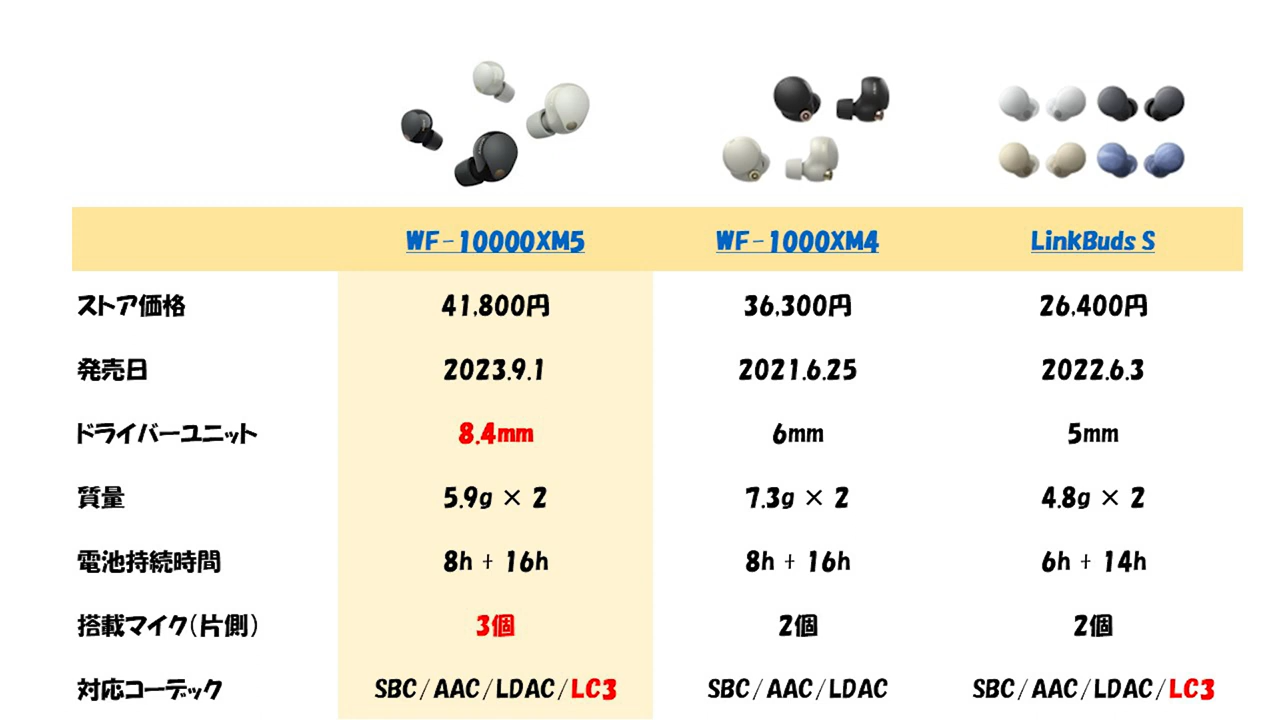 WF-10000XM5 WF-1000XM4 LinkBuds S
ストア価格 41,800円 36,300円 26,400円
発売日 2023.9.1 2021.6.25 2022.6.3
ドライバーユニット 8.4mm 6mm 5mm
質量 5.9g × 2 7.3g × 2 4.8g × 2
電池持続時間 8h + 16h 8h + 16h 6h + 14h
搭載マイク(片側) 3個 2個 2個
対応コーデック SBC/AAC/LDAC/LC3 SBC/AAC/LDAC SBC/AAC/LDAC/LC3